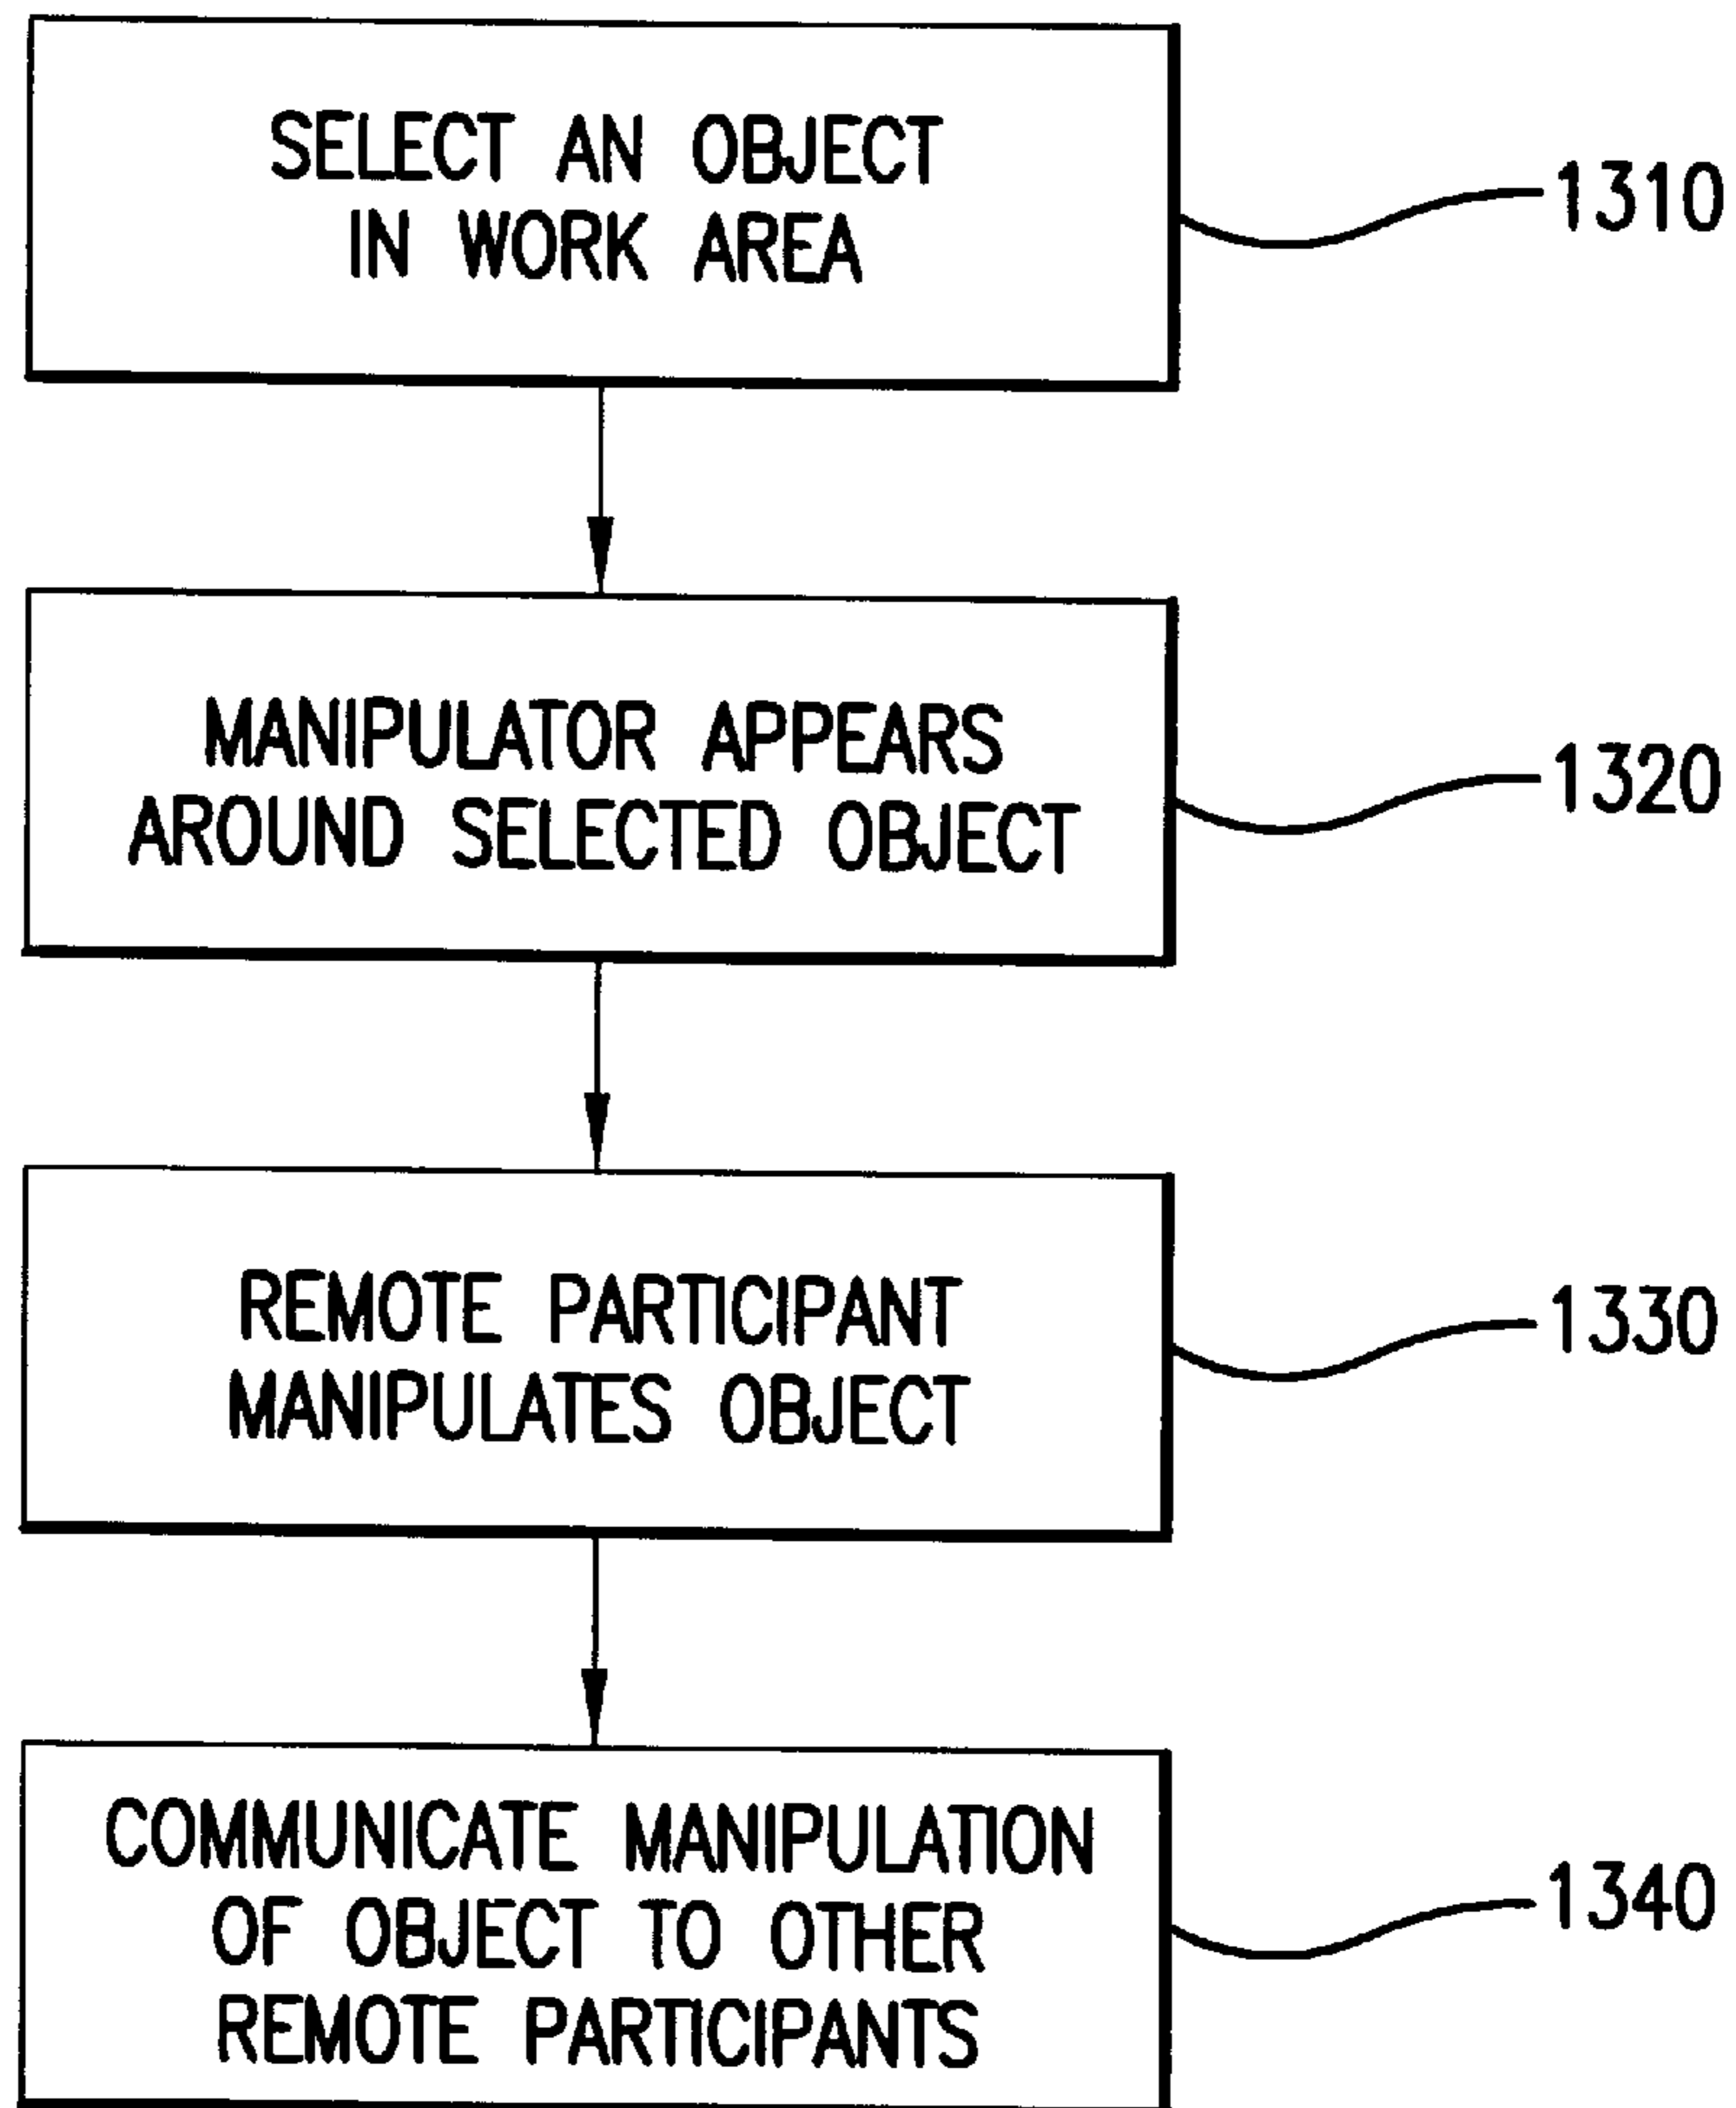 SELECT AN OBJECT
IN WORK AREA
1310
MANIPULATOR APPEARS
AROUND SELECTED OBJECT
1320
REMOTE PARTICIPANT
MANIPULATES OBJECT
1330
COMMUNICATE MANIPULATION
OF OBJECT TO OTHER
REMOTE PARTICIPANTS
1340